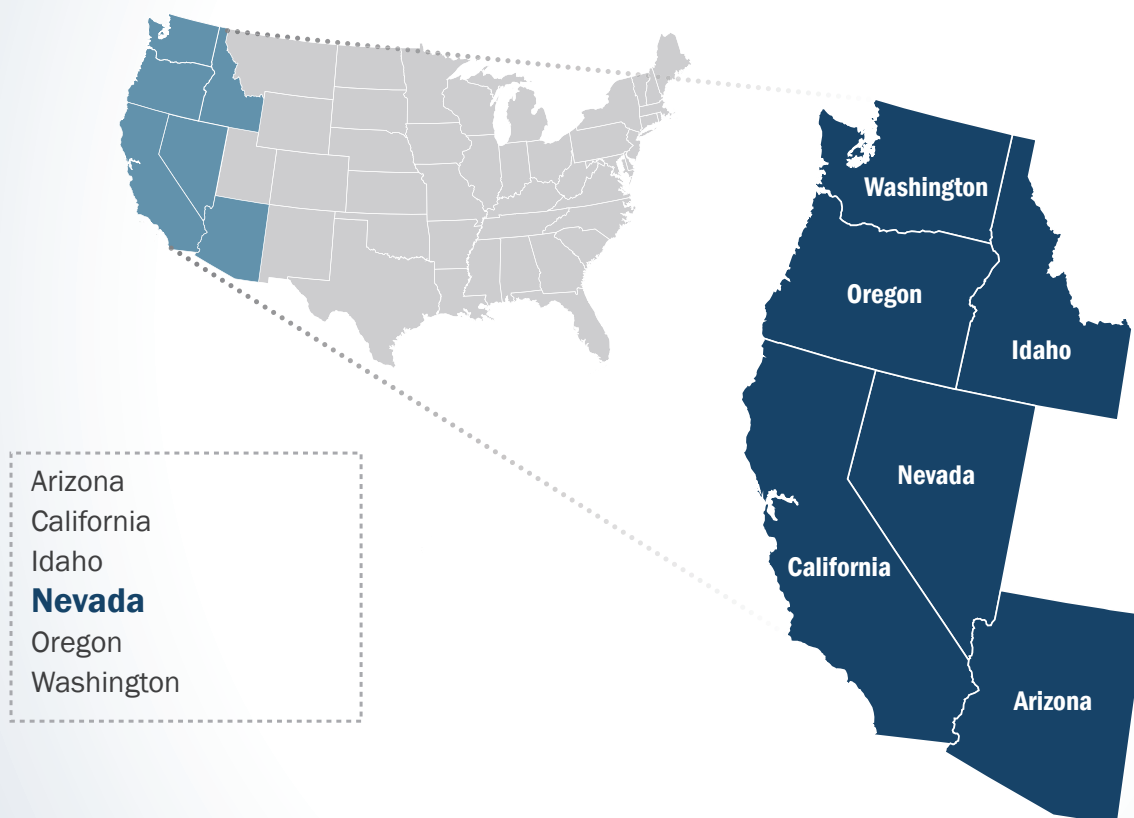 Washington
Oregon
Idaho
Nevada
California
Arizona
Arizona
California
Idaho
Nevada
Oregon
Washington